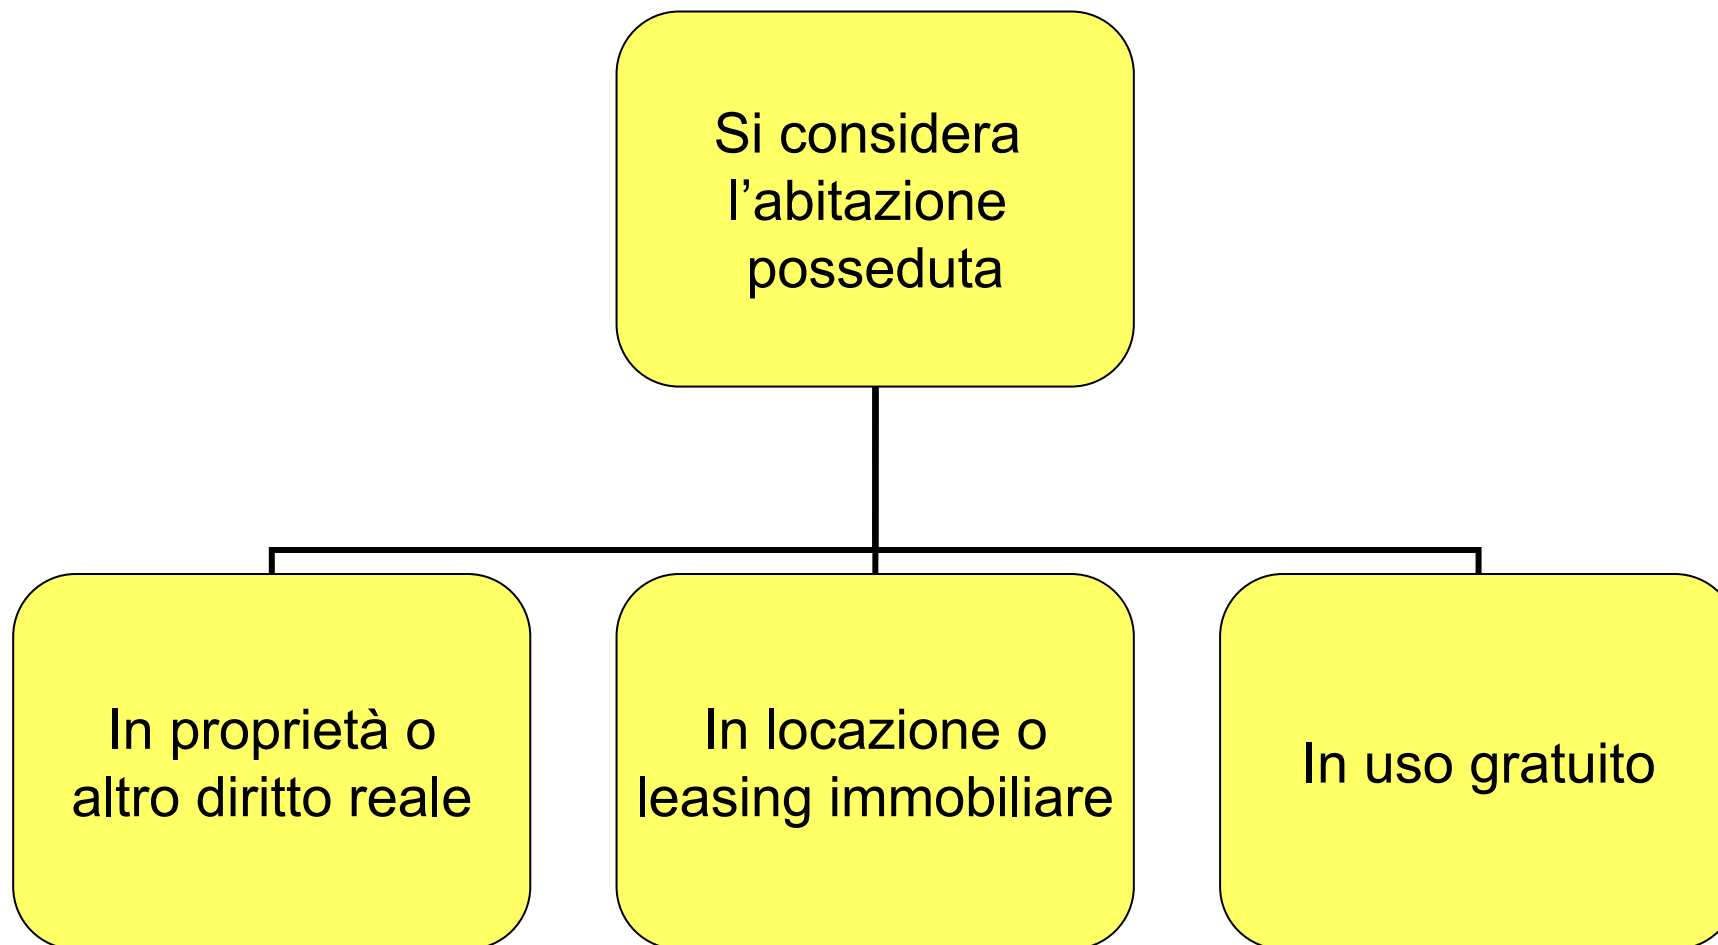 Si considera
l’abitazione
posseduta
In proprietà o
altro diritto reale
In locazione o
leasing immobiliare
In uso gratuito